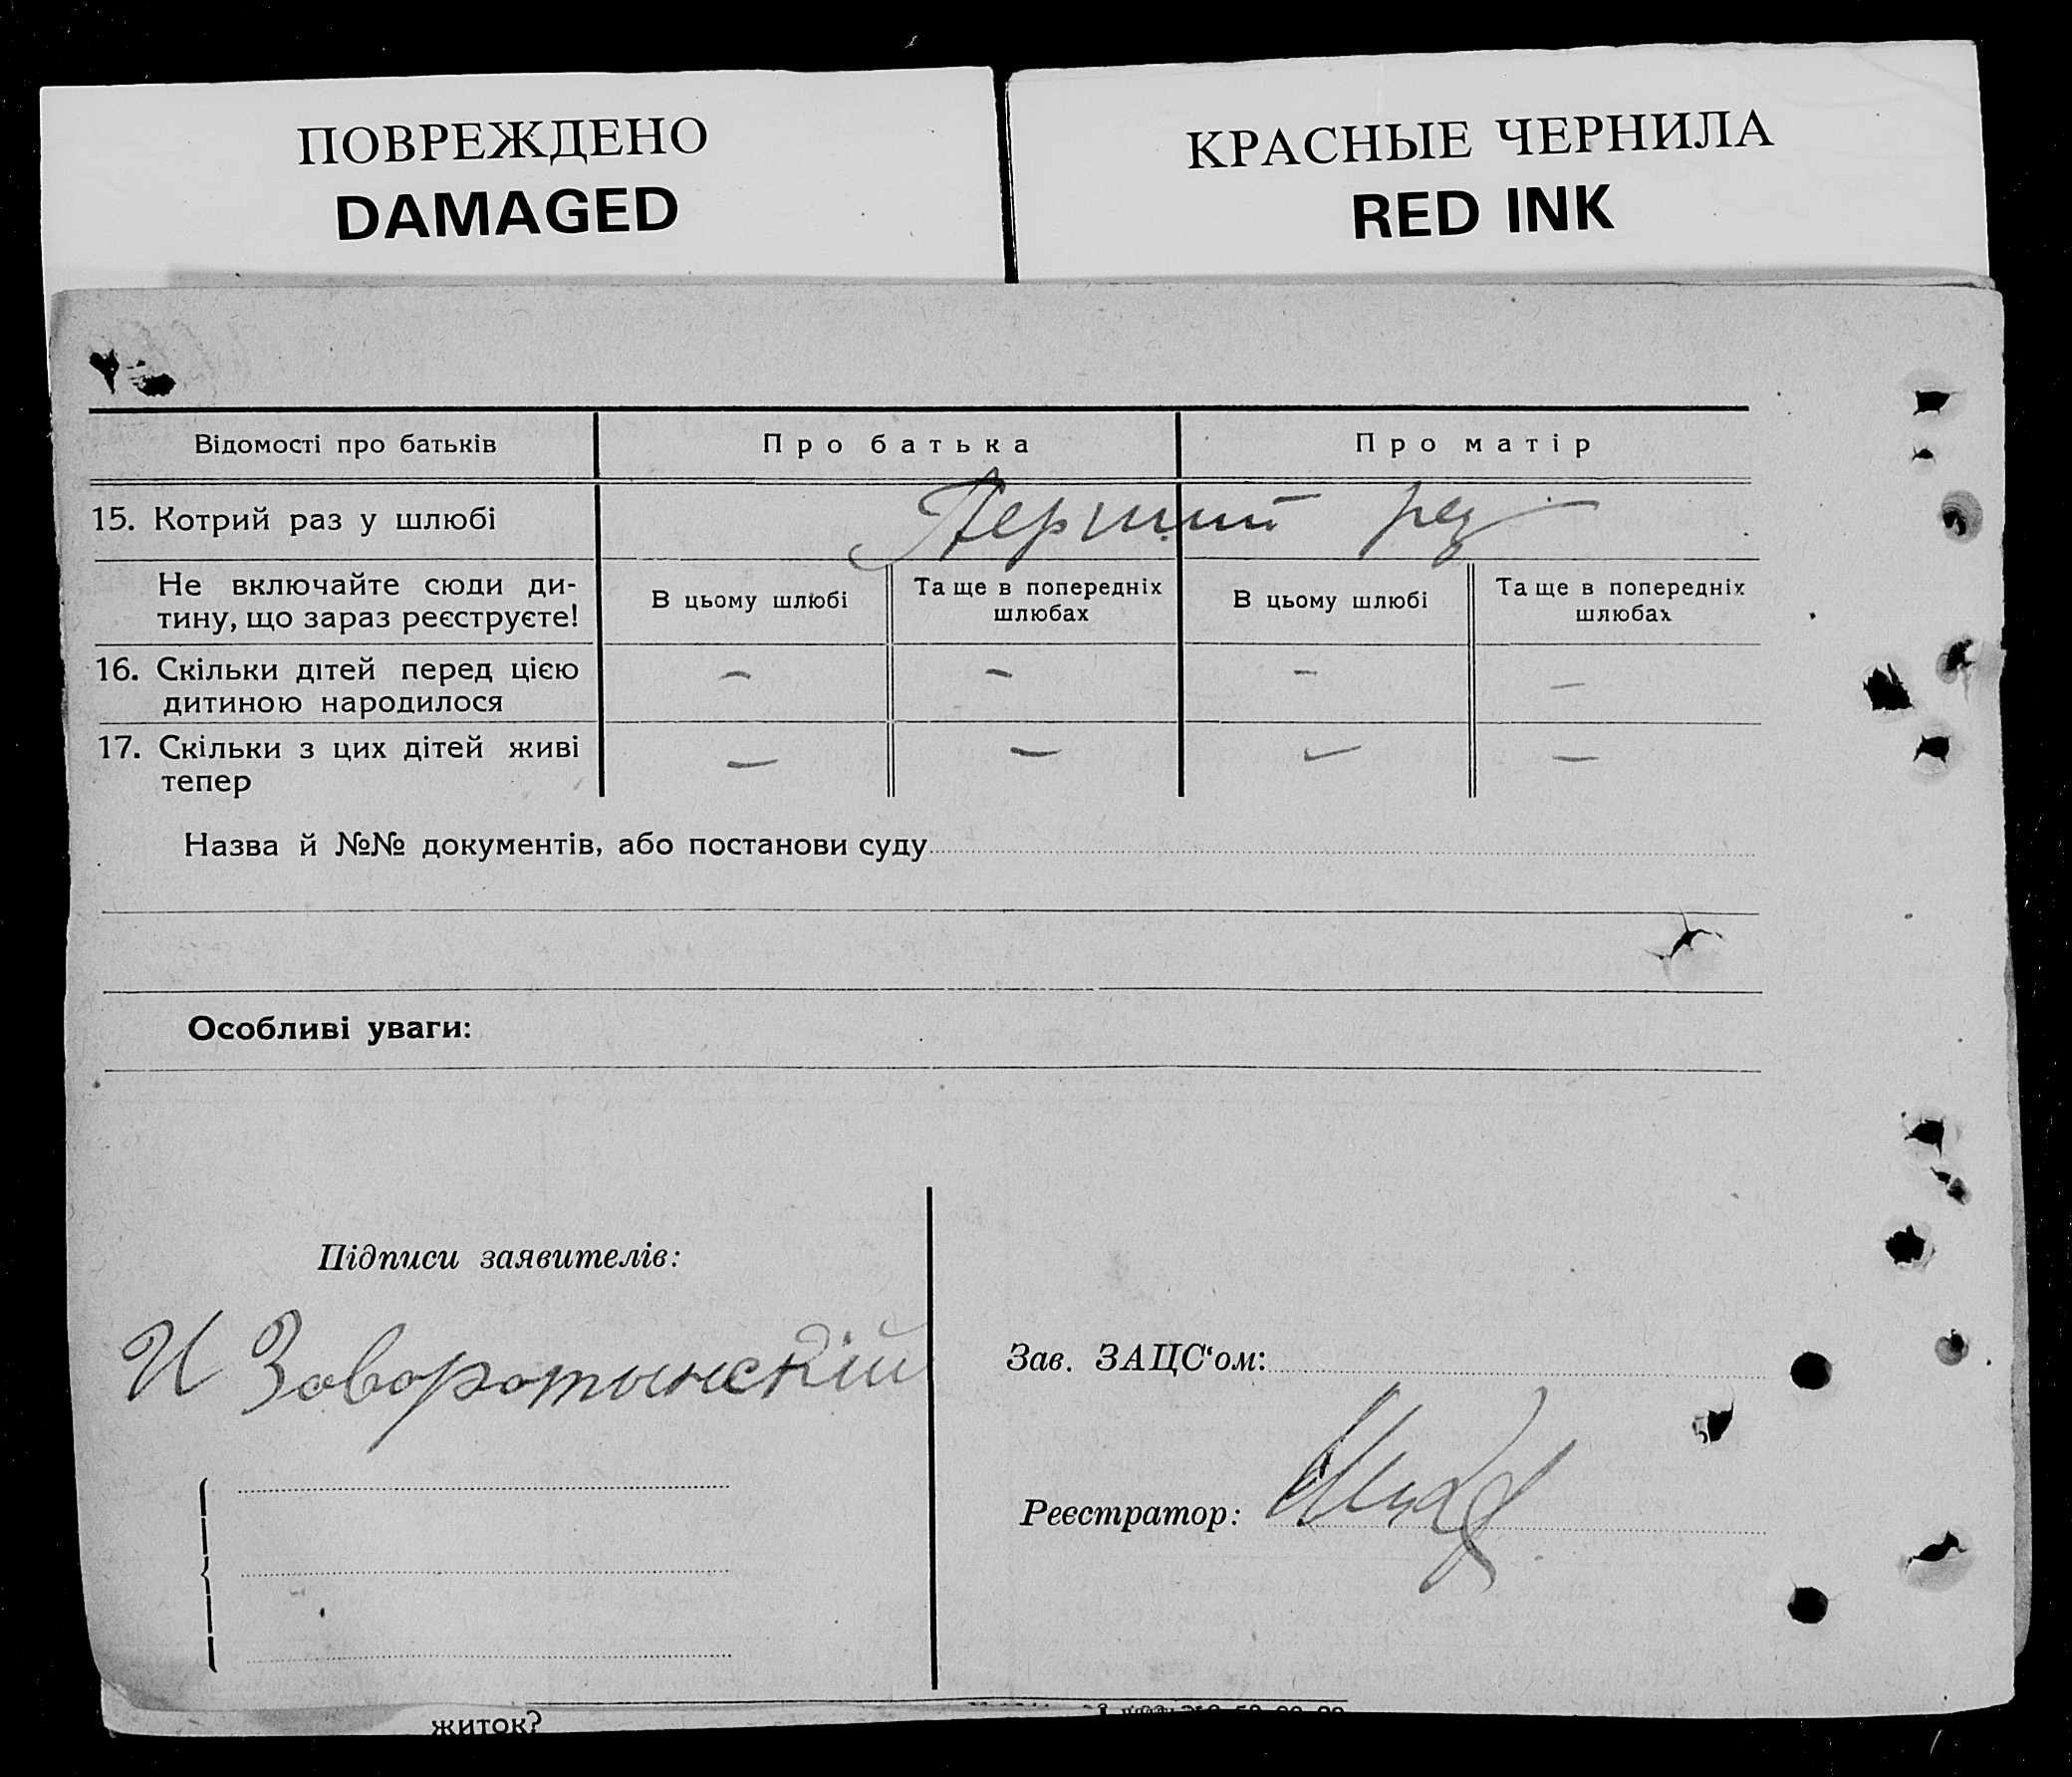 ПОВРЕЖДЕНО
DAMAGED
КРАСНЫЕ ЧЕРНИЛА
RED INK
Відомості про батьків
Про батька
Про матір
15. Котрий раз у шлюбі
Перший раз
Не включайте сюди ди-
тину, що зараз реєструєте!
В цьому шлюбі
Та ще в попередніх
шлюбах
В цьому шлюбі
Та ще в попередніх
шлюбах
16. Скільки дітей перед цією
дитиною народилося
– – – –
17. Скільки з цих дітей живі
тепер
– – – –
Назва й №№ документів, або постанови суду
Особливі уваги:
Підписи заявителів:
И Заворотынскій
Зав. ЗАЦС‘ом:
Реєстратор:
житок?